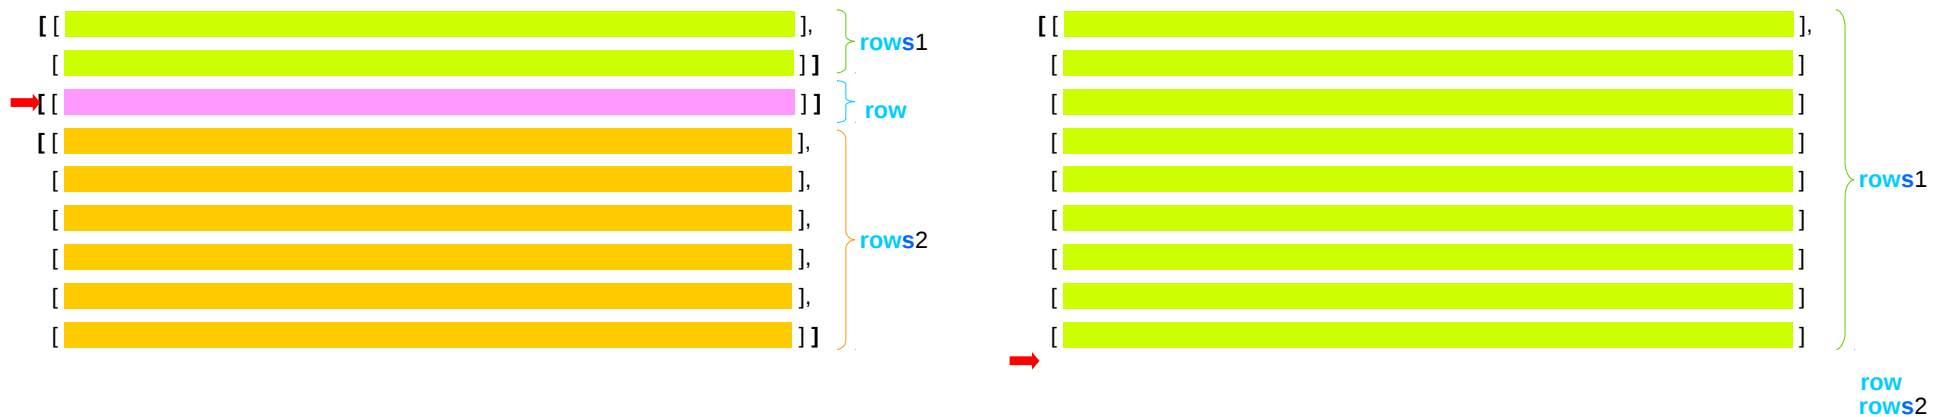 [ [ ],
[ ] ]
rows1
[ [ ] ]
row
[ [ ],
[ ],
[ ],
[ ],
[ ],
[ ] ]
rows2
[ [ ],
[ ]
[ ]
[ ]
[ ]
[ ]
[ ]
[ ]
[ ]
rows1
row
rows2